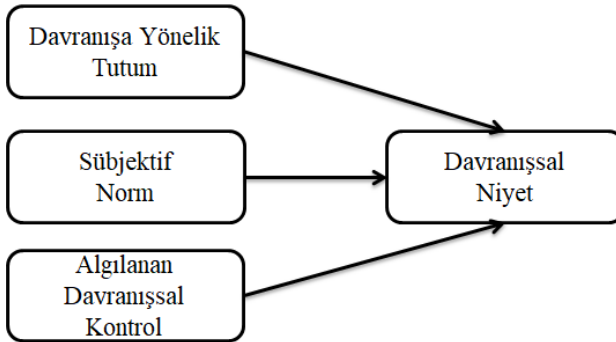 Davranışa Yönelik
Tutum
Sübjektif
Norm
Davranışsal
Niyet
Algılanan
Davranışsal
Kontrol